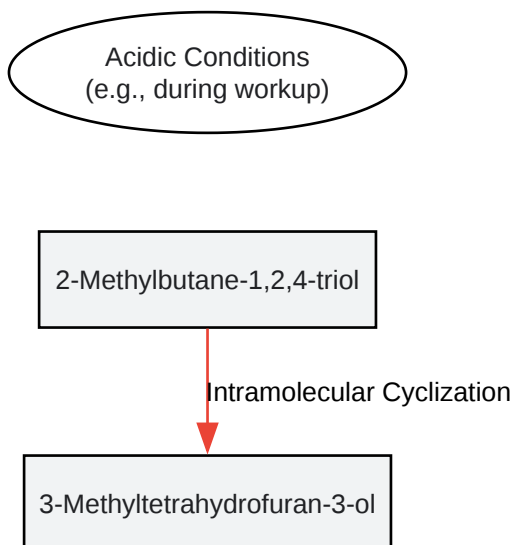 Acidic Conditions
(e.g., during workup)
2-Methylbutane-1,2,4-triol
Intramolecular Cyclization
3-Methyltetrahydrofuran-3-ol